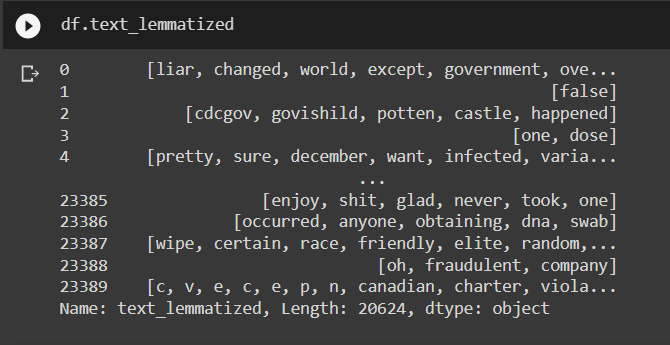 df.text_lemmatized
0 [liar, changed, world, except, government, ove...
1 [false]
2 [cdcgov, govishild, potten, castle, happened]
3 [one, dose]
4 [pretty, sure, december, want, infected, varia...
...
23385 [enjoy, shit, glad, never, took, one]
23386 [occurred, anyone, obtaining, dna, swab]
23387 [wipe, certain, race, friendly, elite, random,...
23388 [oh, fraudulent, company]
23389 [c, v, e, c, e, p, n, canadian, charter, viola...
Name: text_lemmatized, Length: 20624, dtype: object